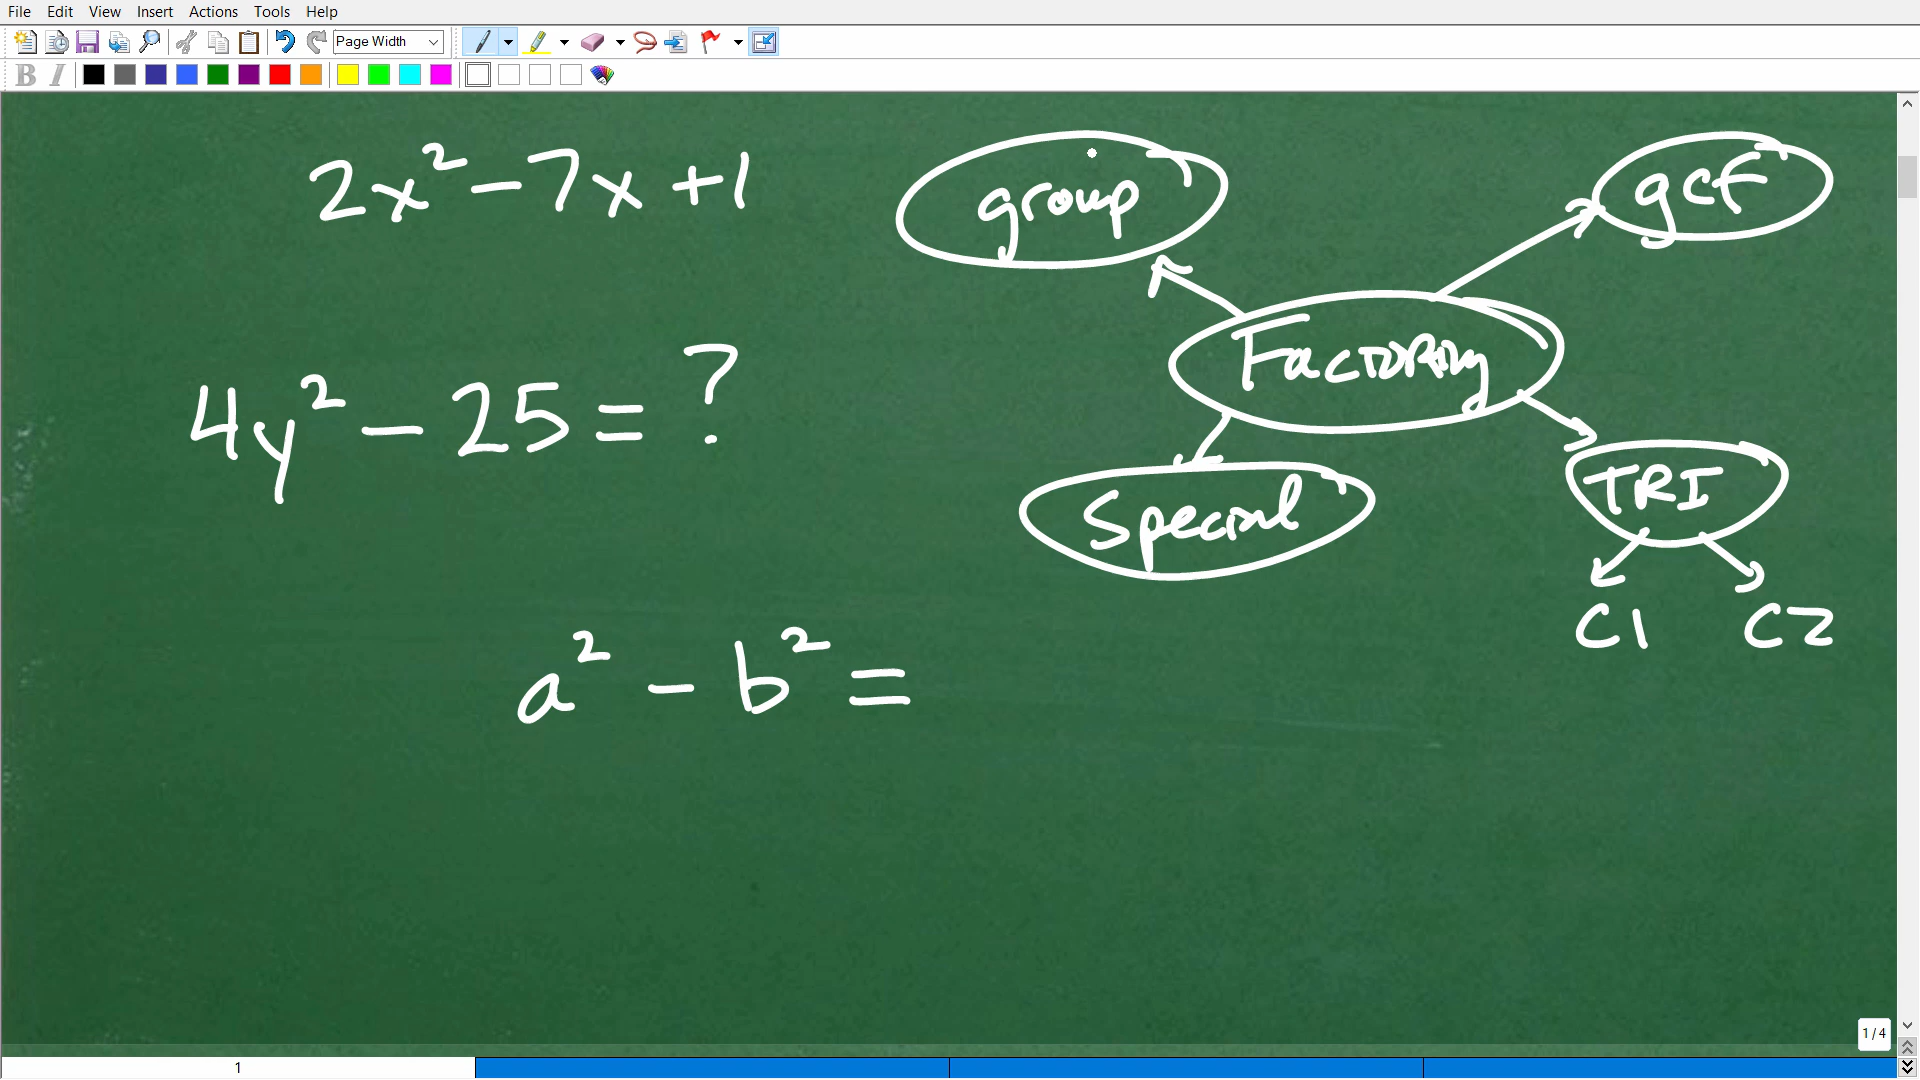 File Edit View Insert Actions Tools Help
Page Width
B I
2x² - 7x + 1
group
gcf
Factoring
4y² - 25 = ?
TRI
Special
C1 C2
a² - b² =
1 / 4
1